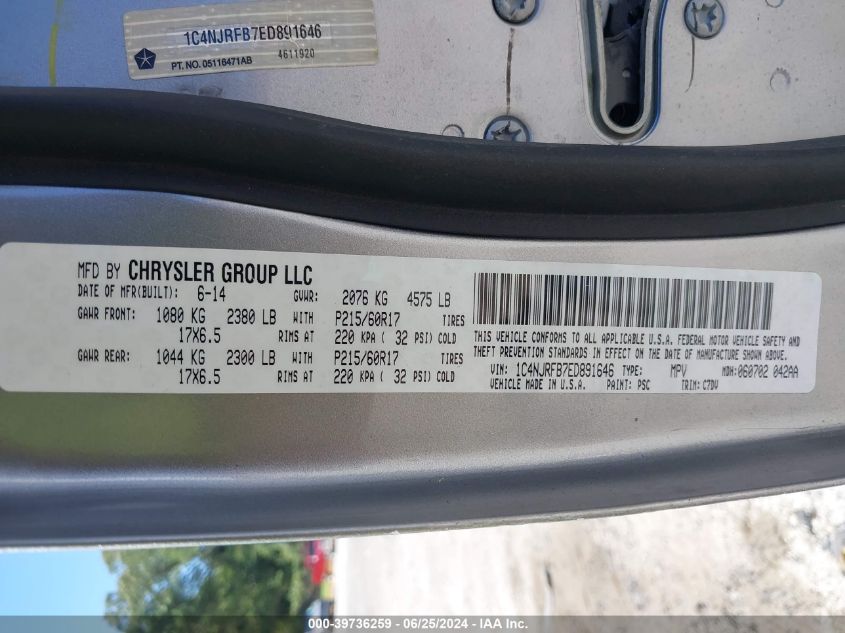 1C4NJRFB7ED891646
4611920
PT. NO. 05116471AB
MFD BY CHRYSLER GROUP LLC
DATE OF MFR(BUILT): 6-14 GVWR: 2076 KG 4575 LB
GAWR FRONT: 1080 KG 2380 LB WITH P215/60R17 TIRES
17X6.5 RIMS AT 220 KPA ( 32 PSI) COLD
GAWR REAR: 1044 KG 2300 LB WITH P215/60R17 TIRES
17X6.5 RIMS AT 220 KPA ( 32 PSI) COLD
THIS VEHICLE CONFORMS TO ALL APPLICABLE U.S.A. FEDERAL MOTOR VEHICLE SAFETY AND
THEFT PREVENTION STANDARDS IN EFFECT ON THE DATE OF MANUFACTURE SHOWN ABOVE.
VIN: 1C4NJRFB7ED891646 TYPE: MPV MDH: 060702 042AA
VEHICLE MADE IN U.S.A. PAINT: PSC TRIM: C7DV
000-39736259 - 06/25/2024 - IAA Inc.